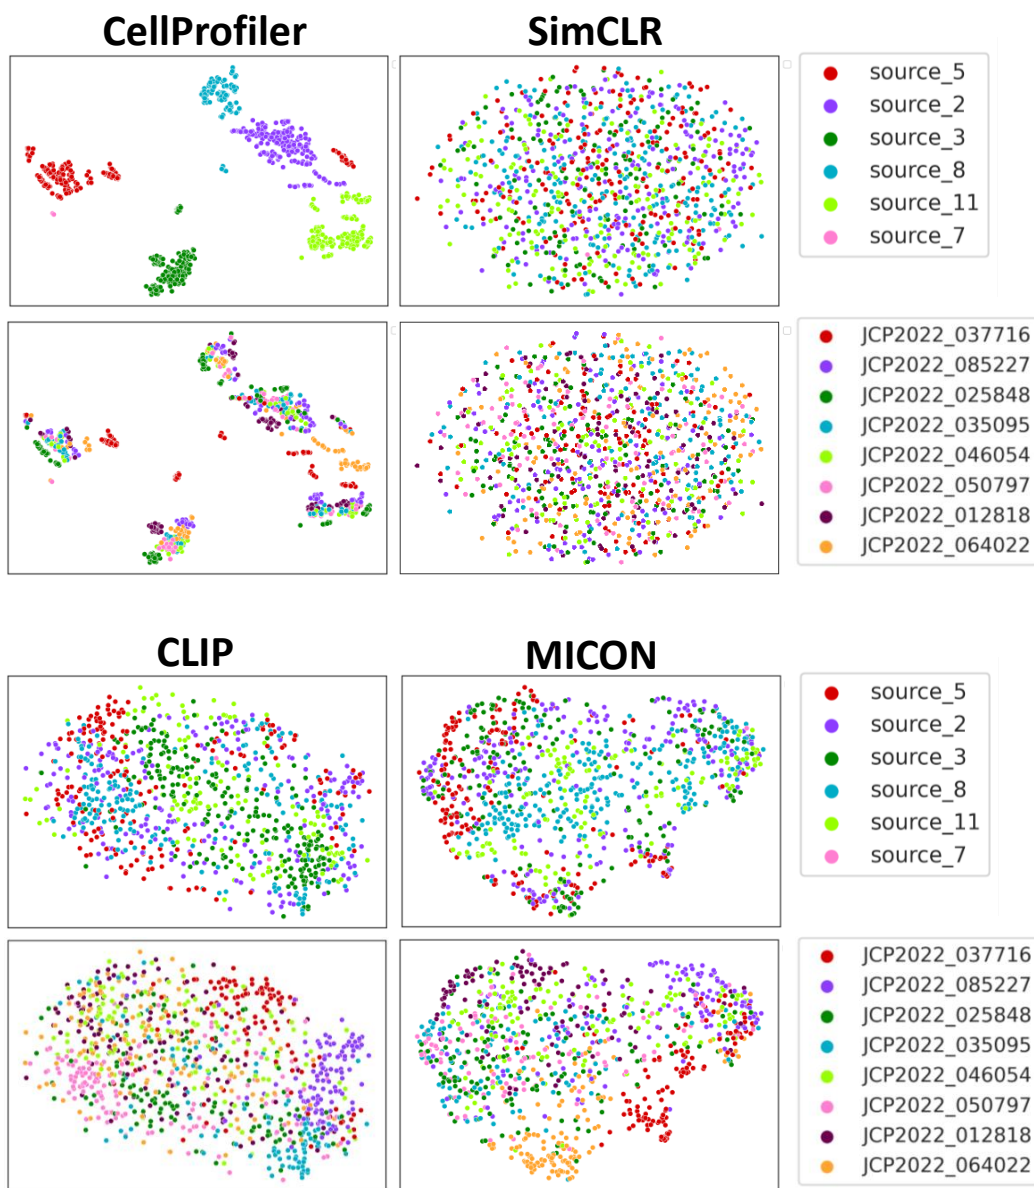 CellProfiler
SimCLR
source_5
source_2
source_3
source_8
source_11
source_7
JCP2022_037716
JCP2022_085227
JCP2022_025848
JCP2022_035095
JCP2022_046054
JCP2022_050797
JCP2022_012818
JCP2022_064022
CLIP
MICON
source_5
source_2
source_3
source_8
source_11
source_7
JCP2022_037716
JCP2022_085227
JCP2022_025848
JCP2022_035095
JCP2022_046054
JCP2022_050797
JCP2022_012818
JCP2022_064022